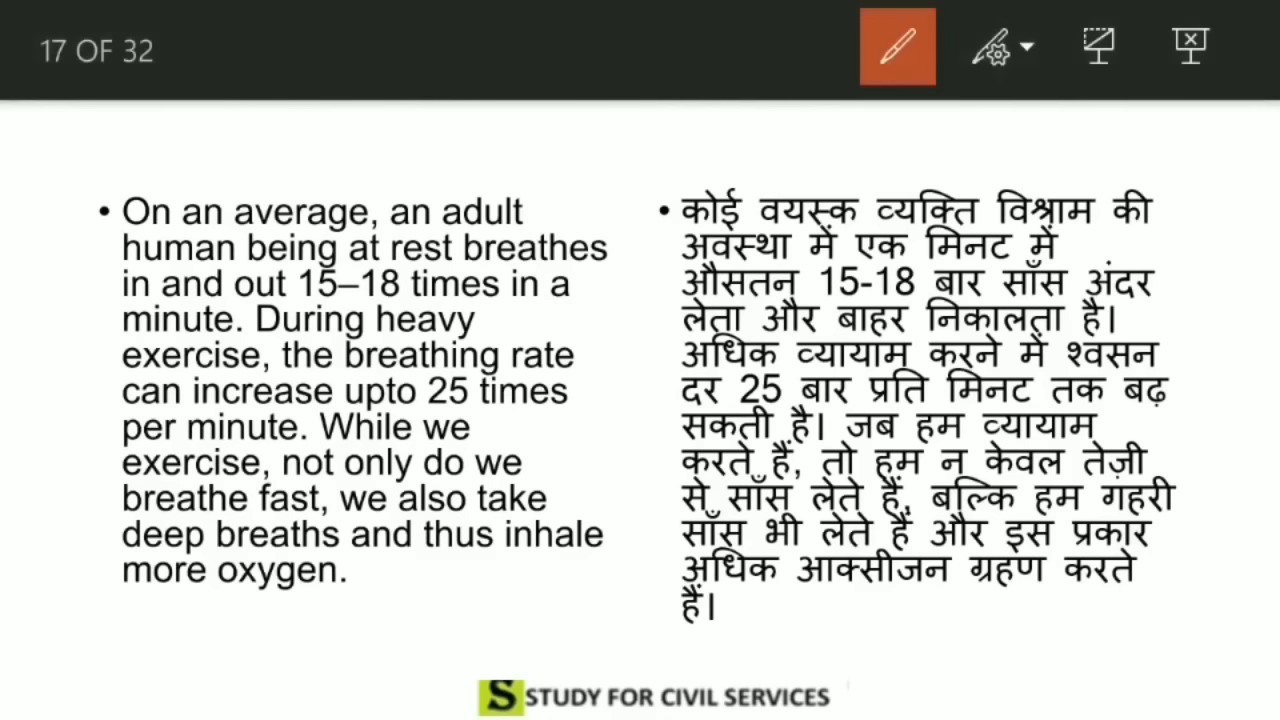 17 OF 32
• On an average, an adult
human being at rest breathes
in and out 15–18 times in a
minute. During heavy
exercise, the breathing rate
can increase upto 25 times
per minute. While we
exercise, not only do we
breathe fast, we also take
deep breaths and thus inhale
more oxygen.
• कोई वयस्क व्यक्ति विश्राम की
अवस्था में एक मिनट में
औसतन 15-18 बार साँस अंदर
लेता और बाहर निकालता है।
अधिक व्यायाम करने में श्वसन
दर 25 बार प्रति मिनट तक बढ़
सकती है। जब हम व्यायाम
करते हैं, तो हम न केवल तेज़ी
से साँस लेते हैं, बल्कि हम गहरी
साँस भी लेते हैं और इस प्रकार
अधिक आक्सीजन ग्रहण करते
हैं।
S STUDY FOR CIVIL SERVICES